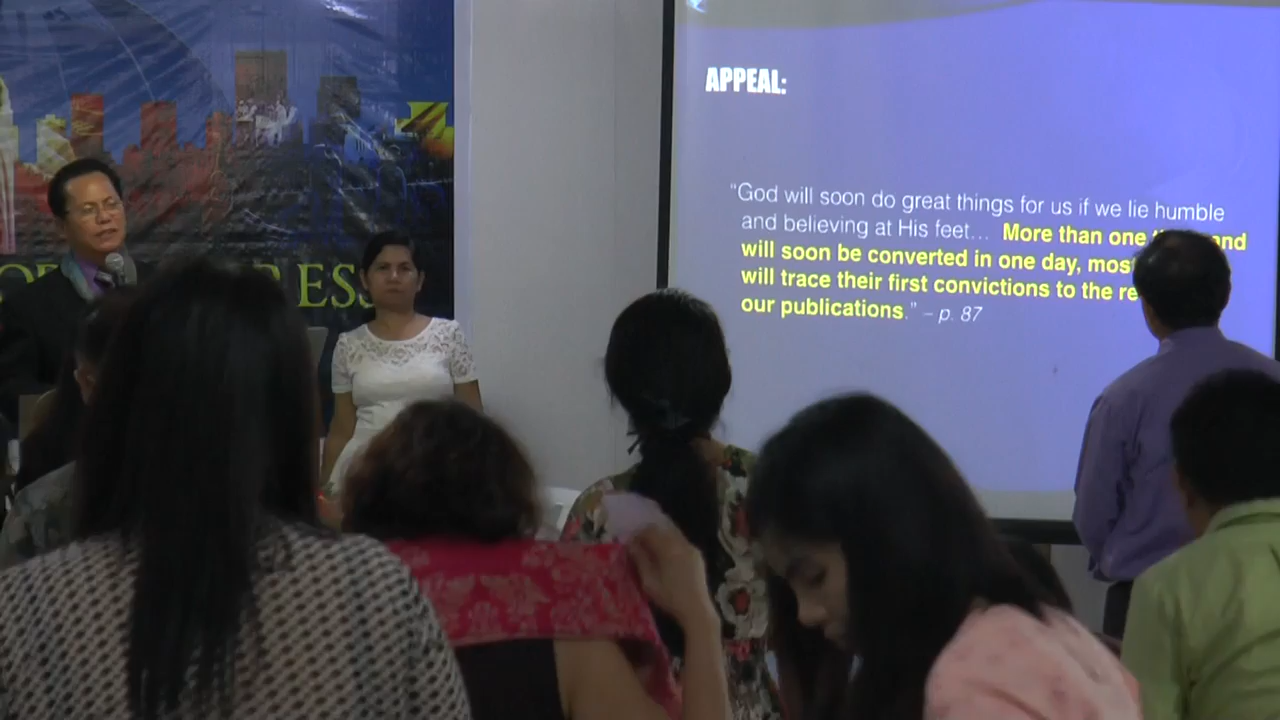 APPEAL:
“God will soon do great things for us if we lie humble
and believing at His feet... More than one
will soon be converted in one day, most
will trace their first convictions to the
our publications.” – p. 87